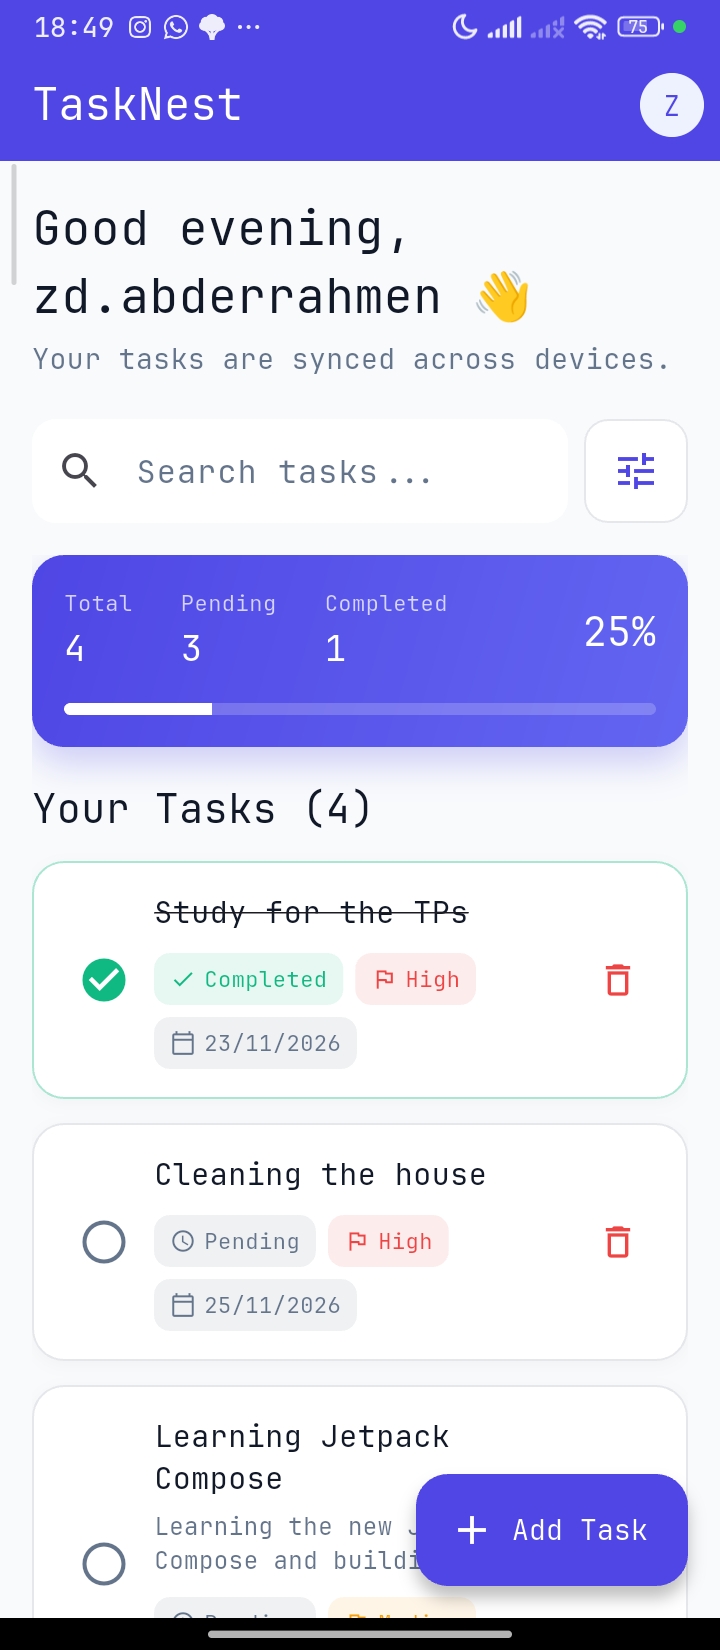 18:49
75
TaskNest
Z
Good evening,
zd.abderrahmen 👋
Your tasks are synced across devices.
Search tasks...
Total Pending Completed
4 3 1
25%
Your Tasks (4)
Study for the TPs
Completed High
23/11/2026
Cleaning the house
Pending High
25/11/2026
Learning Jetpack
Compose
Learning the new
Compose and
Add Task